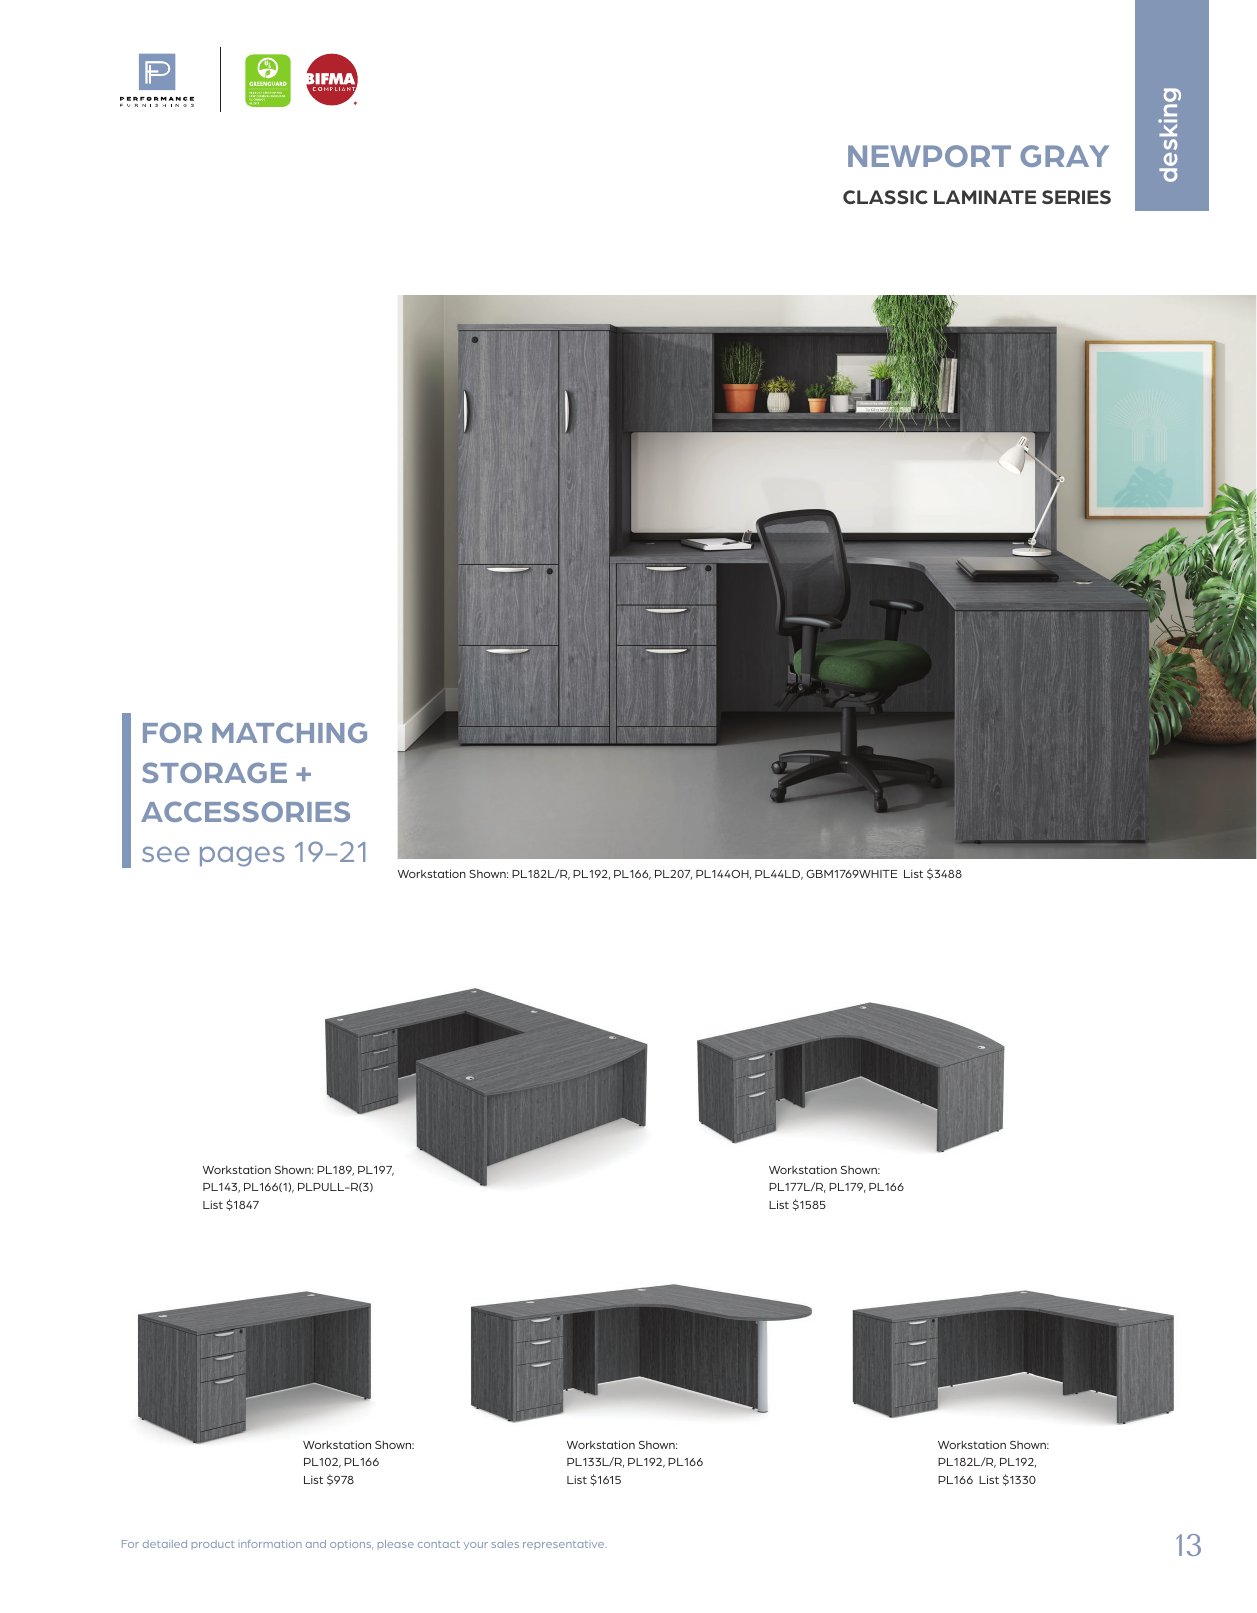 PERFORMANCE
FURNISHINGS
GREENGUARD
BIFMA
COMPLIANT
desking
NEWPORT GRAY
CLASSIC LAMINATE SERIES
FOR MATCHING
STORAGE +
ACCESSORIES
see pages 19-21
Workstation Shown: PL182L/R, PL192, PL166, PL207, PL144OH, PL44LD, GBM1769WHITE List $3488
Workstation Shown: PL189, PL197,
PL143, PL166(1), PLPULL-R(3)
List $1847
Workstation Shown:
PL177L/R, PL179, PL166
List $1585
Workstation Shown:
PL102, PL166
List $978
Workstation Shown:
PL133L/R, PL192, PL166
List $1615
Workstation Shown:
PL182L/R, PL192,
PL166 List $1330
For detailed product information and options, please contact your sales representative.
13